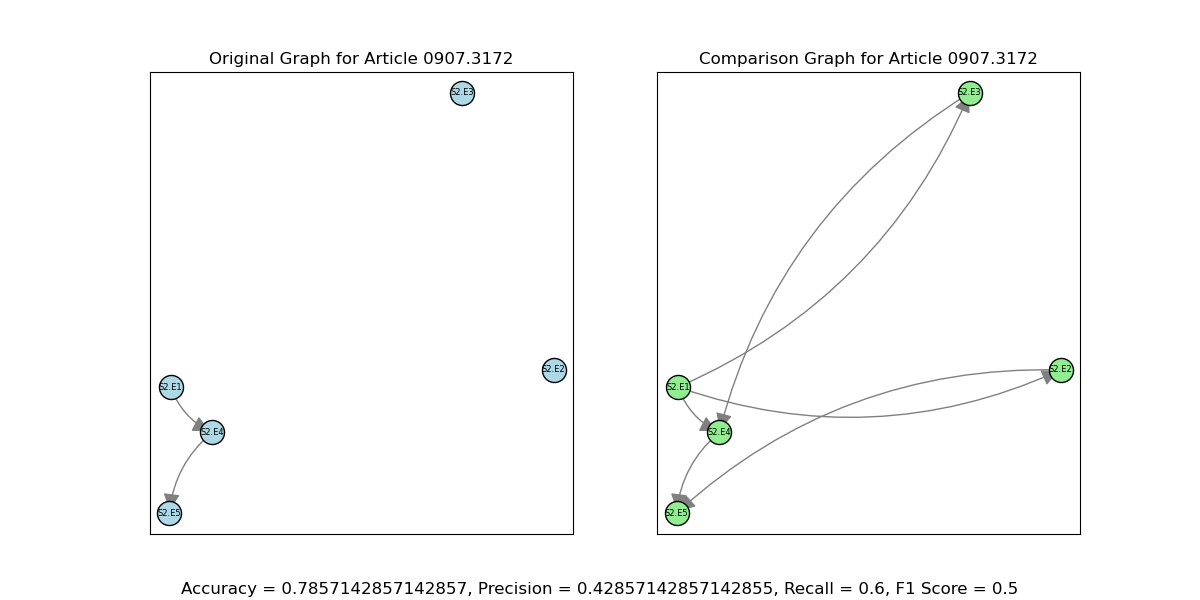 Original Graph for Article 0907.3172
Comparison Graph for Article 0907.3172
S2.E3
S2.E3
S2.E2
S2.E2
S2.E1
S2.E1
S2.E4
S2.E4
S2.E5
S2.E5
Accuracy = 0.7857142857142857, Precision = 0.42857142857142855, Recall = 0.6, F1 Score = 0.5